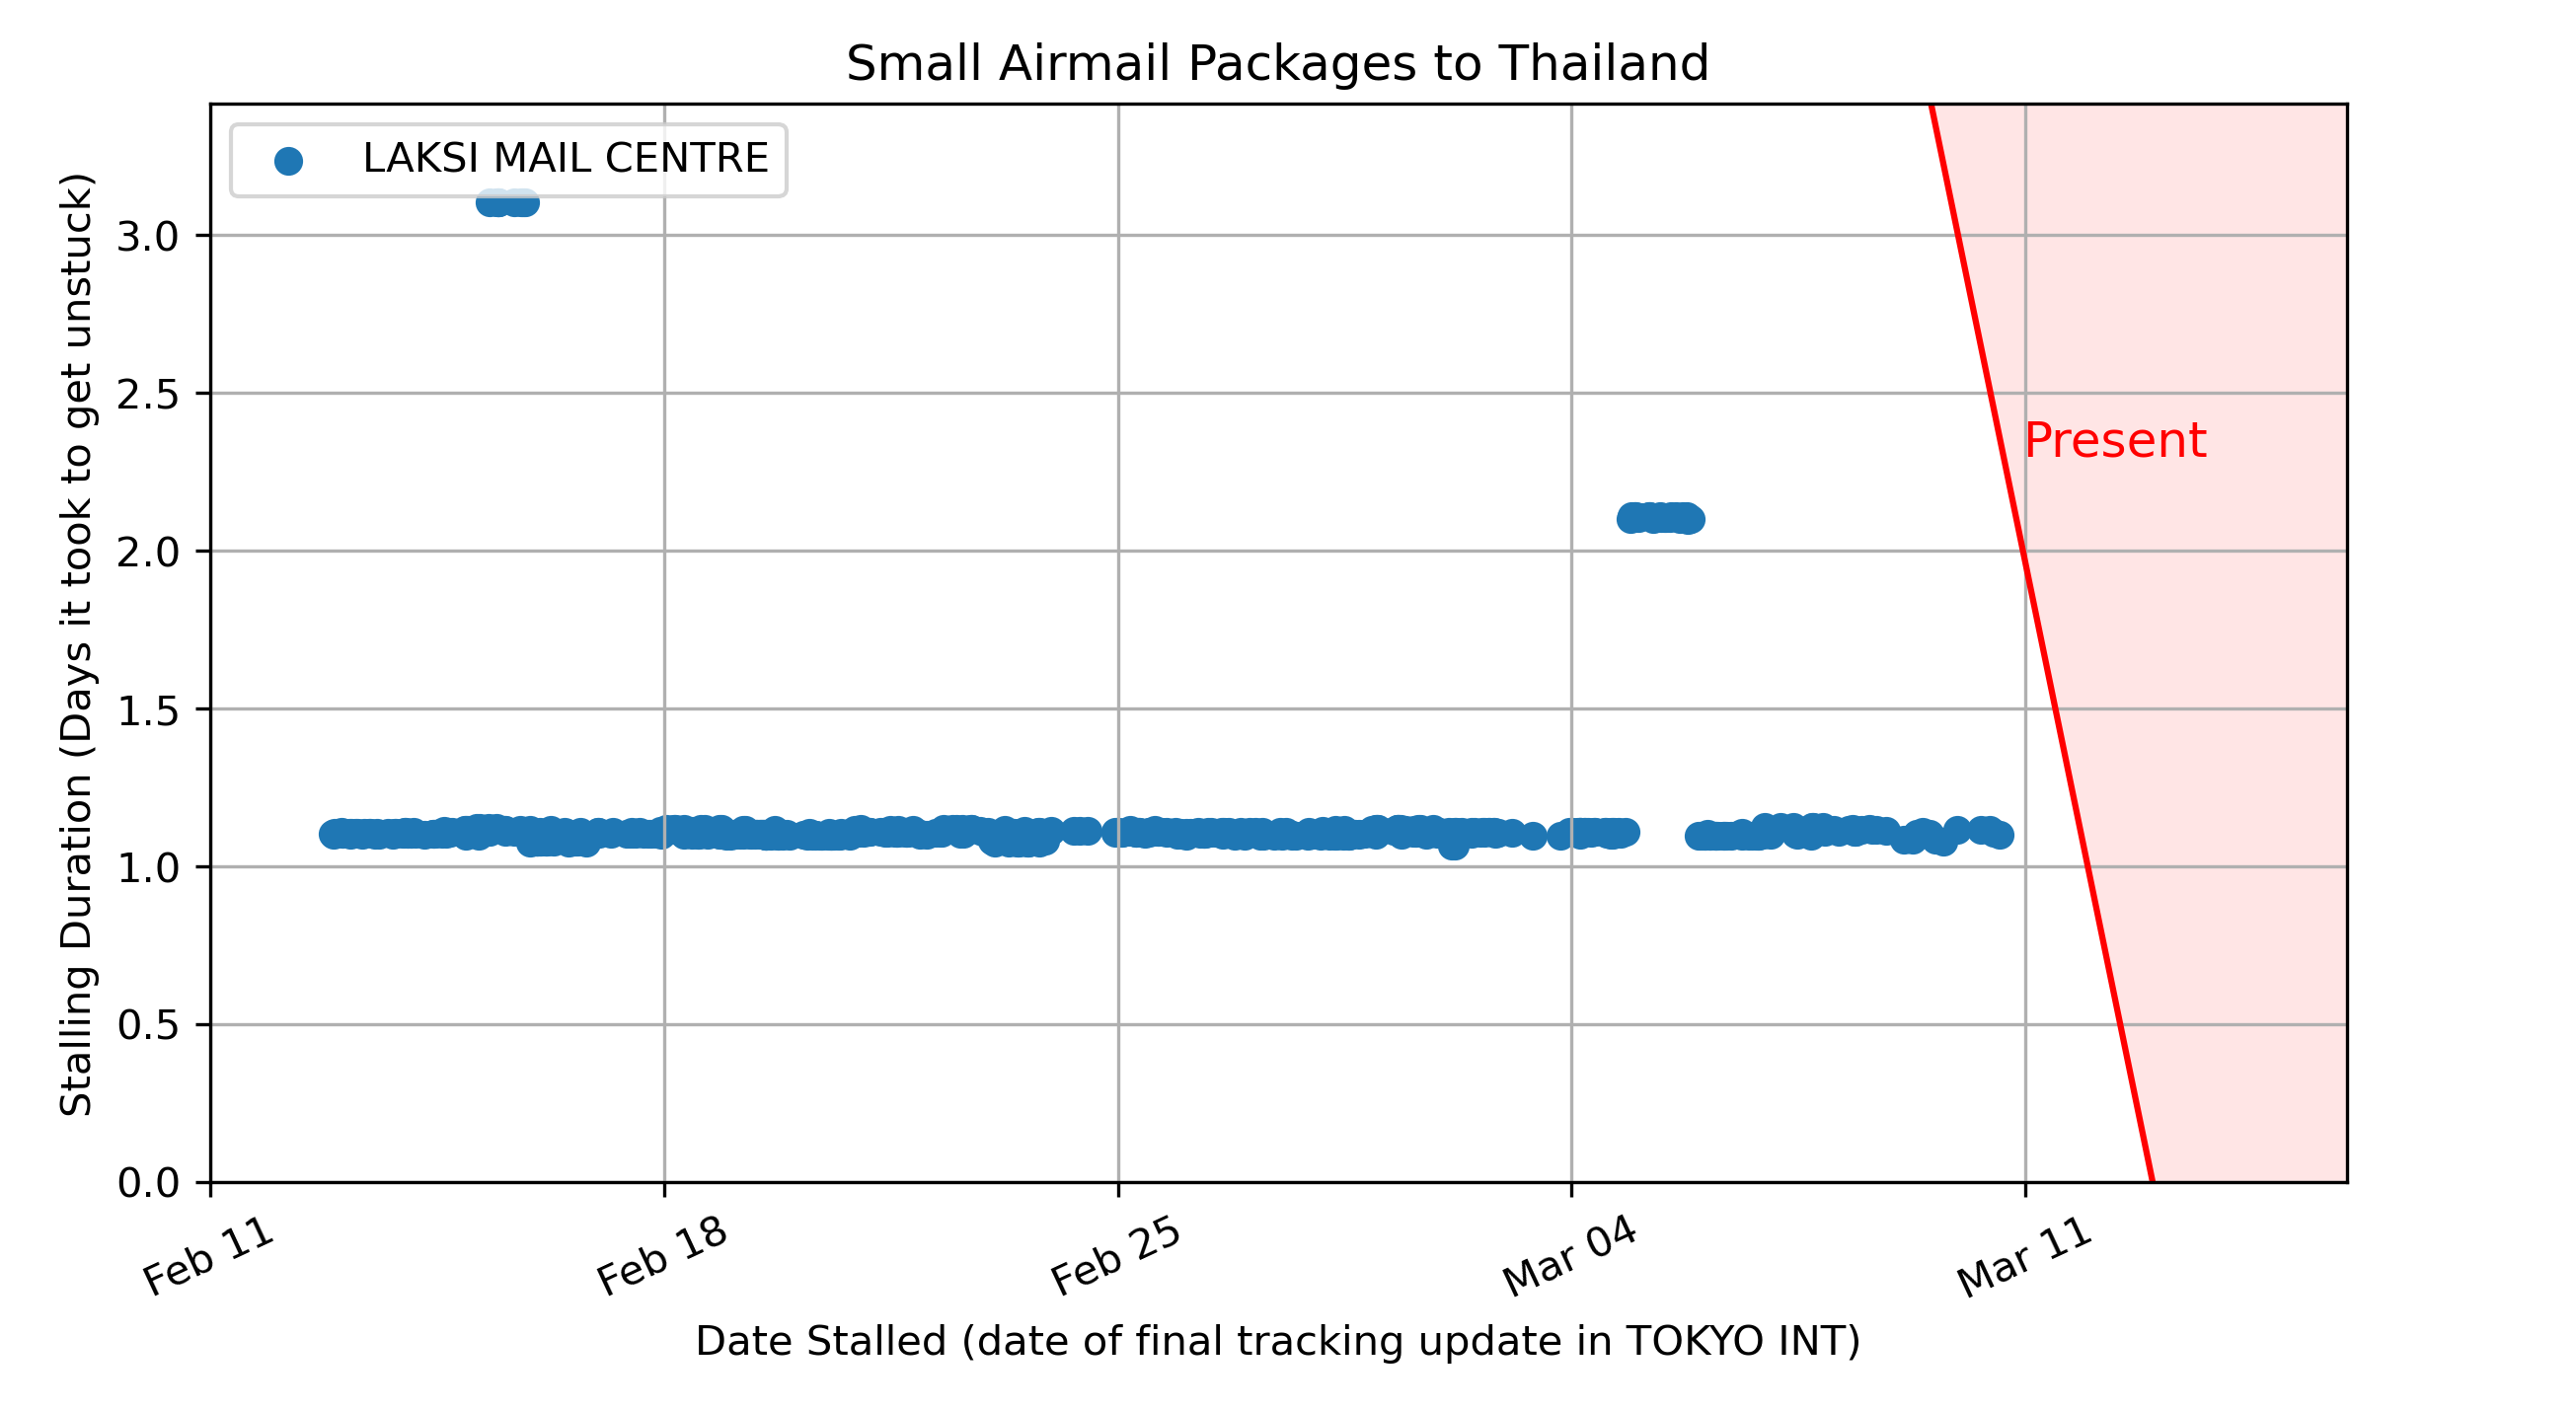 Small Airmail Packages to Thailand
LAKSI MAIL CENTRE
Stalling Duration (Days it took to get unstuck)
3.0
2.5
2.0
1.5
1.0
0.5
0.0
Present
Feb 11
Feb 18
Feb 25
Mar 04
Mar 11
Date Stalled (date of final tracking update in TOKYO INT)